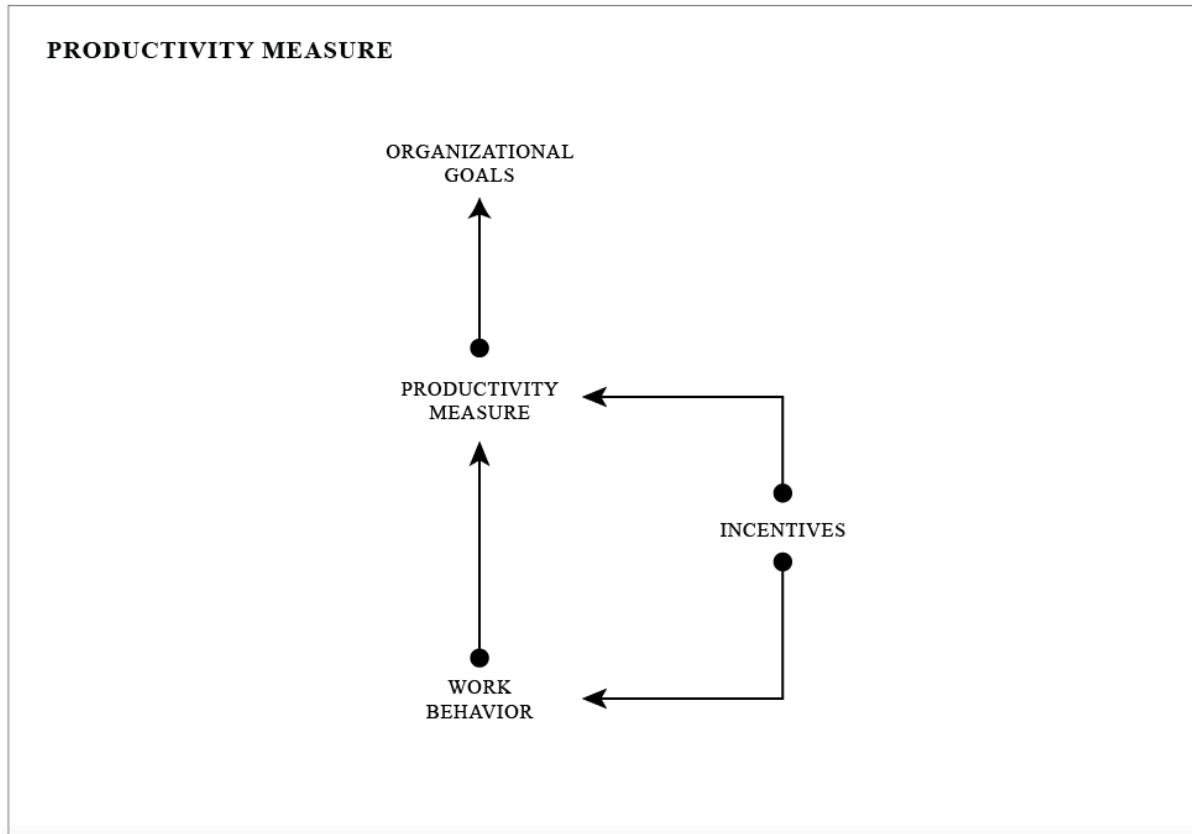 PRODUCTIVITY MEASURE
ORGANIZATIONAL
GOALS
PRODUCTIVITY
MEASURE
INCENTIVES
WORK
BEHAVIOR